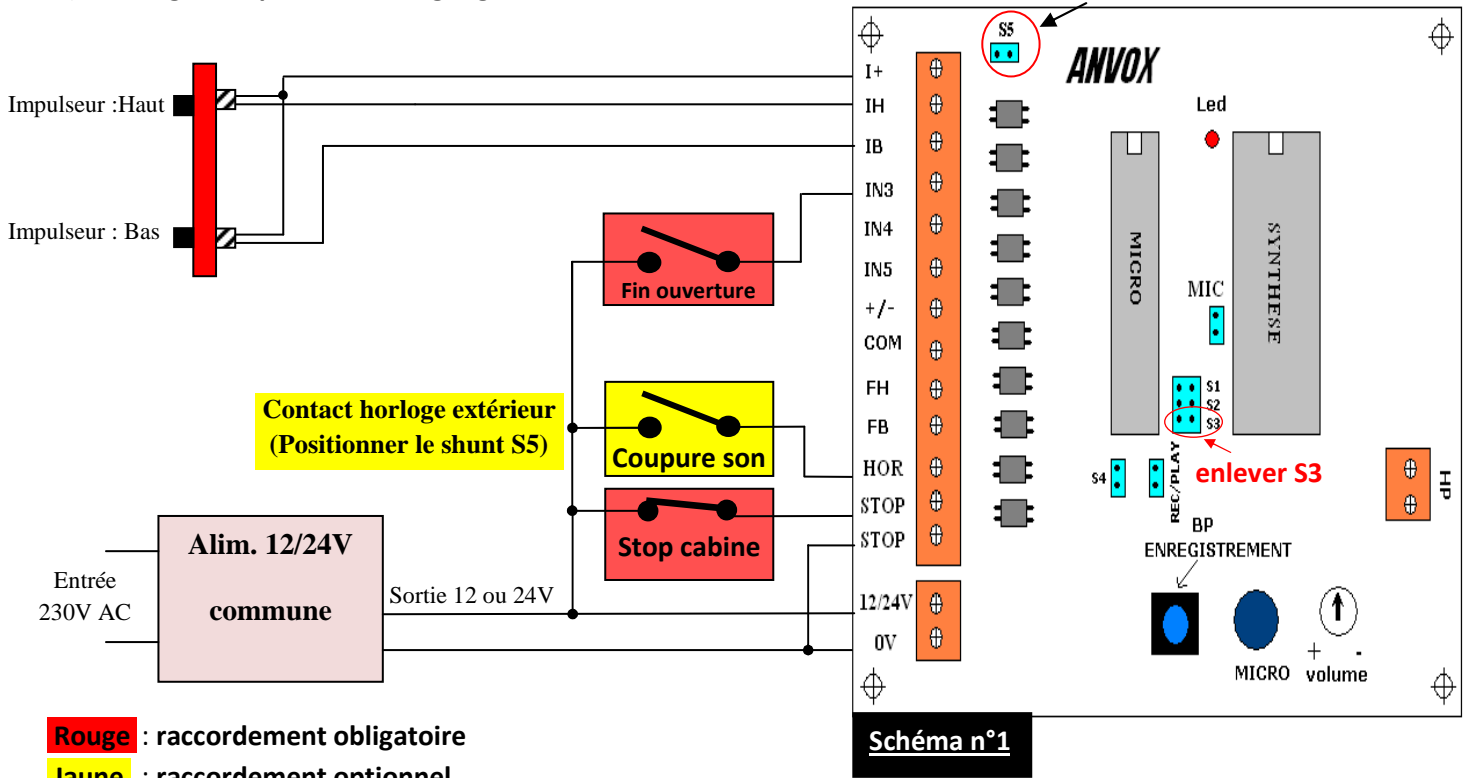 S5
ANVOX
I+
Impulseur :Haut
IH
Led
IB
IN3
Impulseur : Bas
IN4
IN5
MICRO
SYNTHESE
Fin ouverture
MIC
+/-
COM
S1
FH
S2
Contact horloge extérieur
(Positionner le shunt S5)
FB
S3
Coupure son
HOR
S4
REC/PLAY
enlever S3
HP
STOP
Alim. 12/24V
commune
Stop cabine
STOP
BP
ENREGISTREMENT
Entrée
230V AC
Sortie 12 ou 24V
12/24V
0V
+ -
MICRO volume
Rouge : raccordement obligatoire
Schéma n°1
Jaune : raccordement optionnel